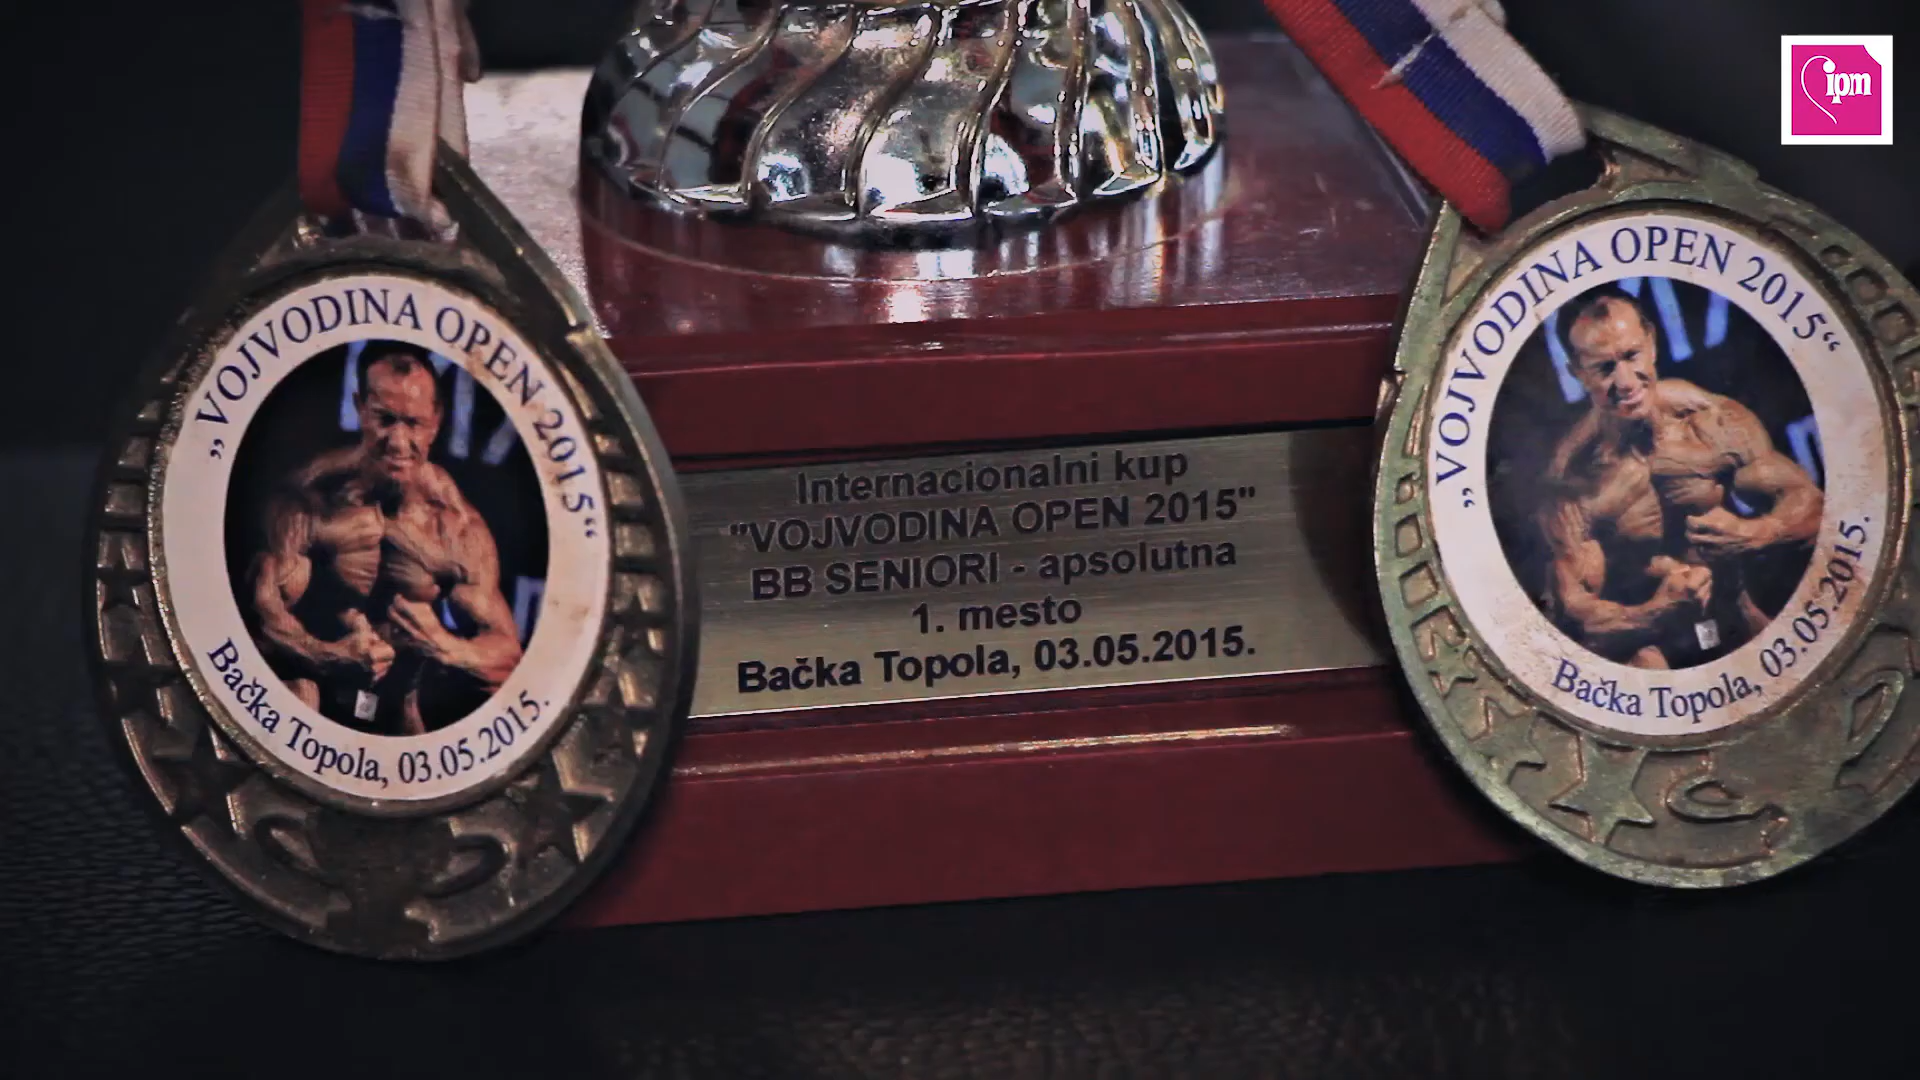 ipm
„VOJVODINA OPEN 2015“
Bačka Topola, 03.05.2015.
Internacionalni kup
"VOJVODINA OPEN 2015"
BB SENIORI - apsolutna
1. mesto
Bačka Topola, 03.05.2015.
„VOJVODINA OPEN 2015“
Bačka Topola, 03.05.2015.